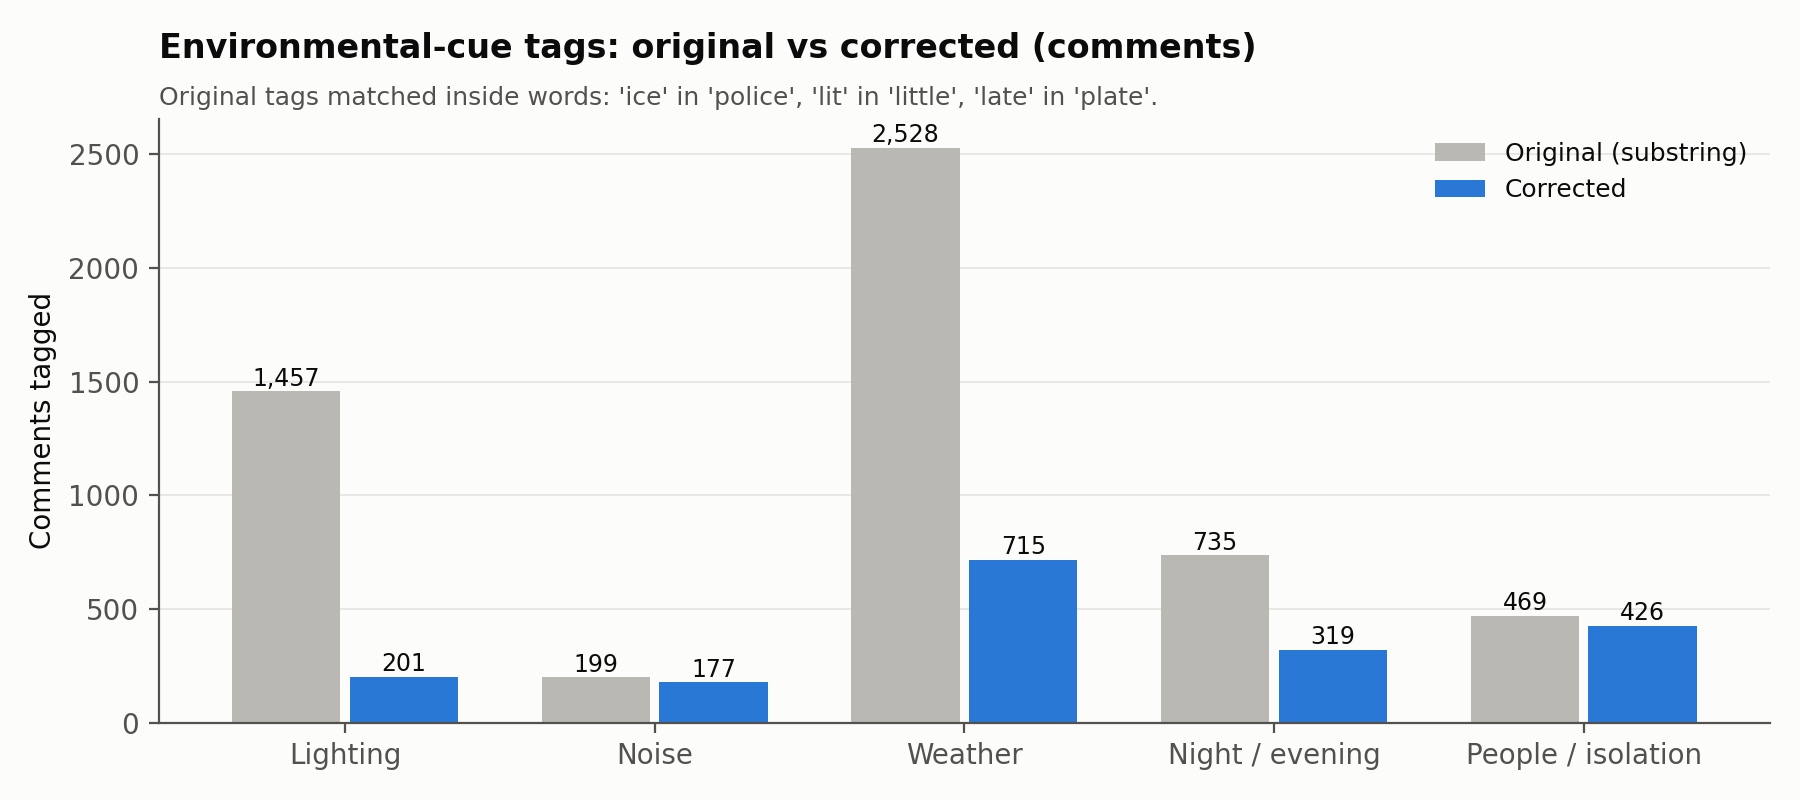 Environmental-cue tags: original vs corrected (comments)
Original tags matched inside words: 'ice' in 'police', 'lit' in 'little', 'late' in 'plate'.
Original (substring)
Corrected
Comments tagged
2500
2000
1500
1000
500
0
1,457
201
199
177
2,528
715
735
319
469
426
Lighting
Noise
Weather
Night / evening
People / isolation